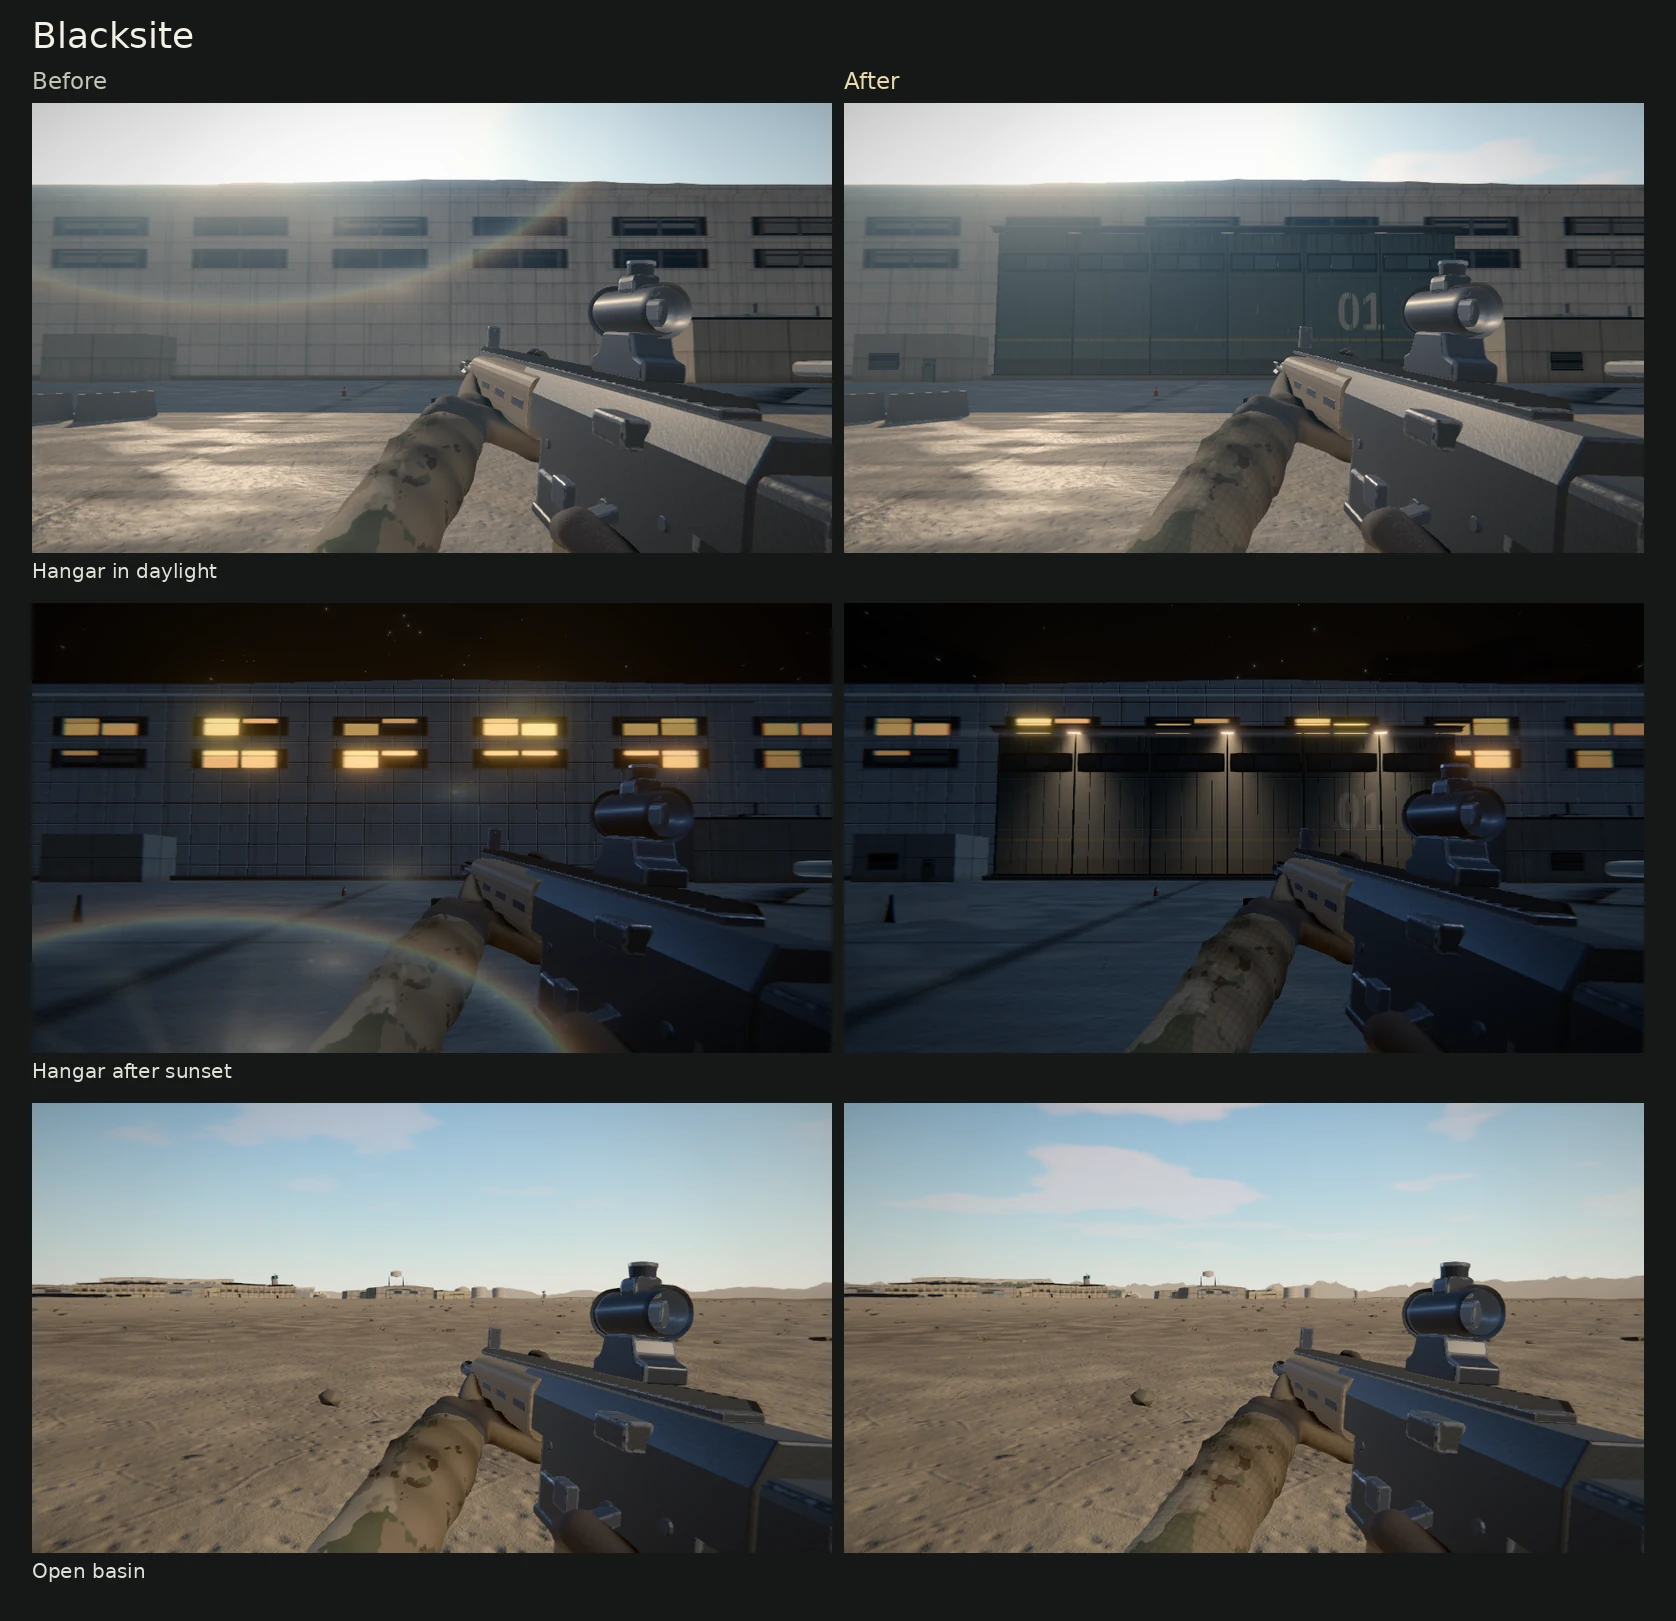 Blacksite
Before
After
01
Hangar in daylight
01
Hangar after sunset
Open basin